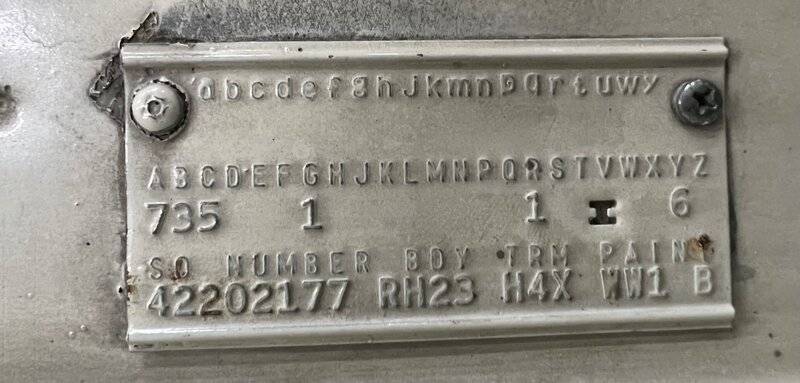 abcdefghjkmnpqrtuwy
ABCDEFGHJKLMNPQRSTVWXYZ
735 1 1 6
SO NUMBER BDY TRM PAINT
42202177 RH23 H4X WW1 B